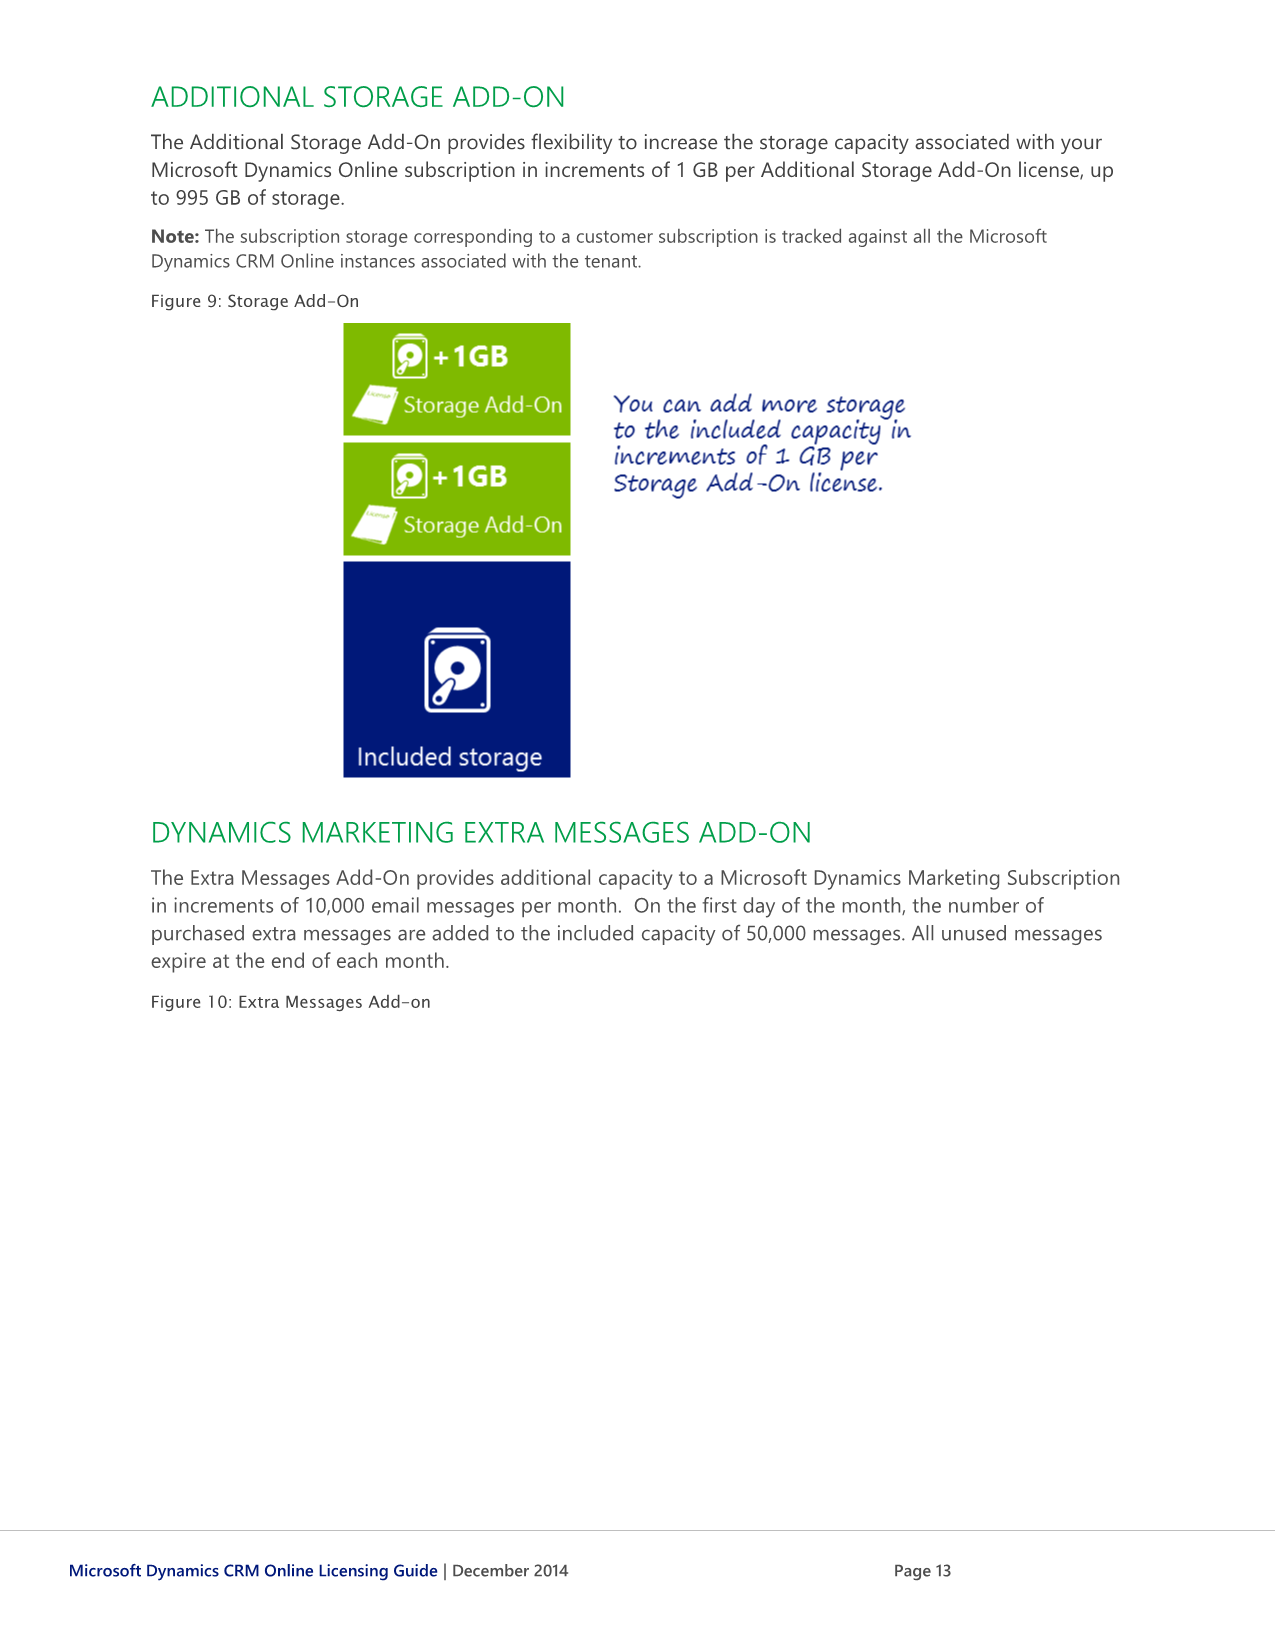 ADDITIONAL STORAGE ADD-ON
The Additional Storage Add-On provides flexibility to increase the storage capacity associated with your
Microsoft Dynamics Online subscription in increments of 1 GB per Additional Storage Add-On license, up
to 995 GB of storage.
Note: The subscription storage corresponding to a customer subscription is tracked against all the Microsoft
Dynamics CRM Online instances associated with the tenant.
Figure 9: Storage Add-On
+1GB
License
Storage Add-On
You can add more storage
to the included capacity in
increments of 1 GB per
Storage Add-On license.
+1GB
License
Storage Add-On
Included storage
DYNAMICS MARKETING EXTRA MESSAGES ADD-ON
The Extra Messages Add-On provides additional capacity to a Microsoft Dynamics Marketing Subscription
in increments of 10,000 email messages per month.  On the first day of the month, the number of
purchased extra messages are added to the included capacity of 50,000 messages. All unused messages
expire at the end of each month.
Figure 10: Extra Messages Add-on
Microsoft Dynamics CRM Online Licensing Guide | December 2014 Page 13